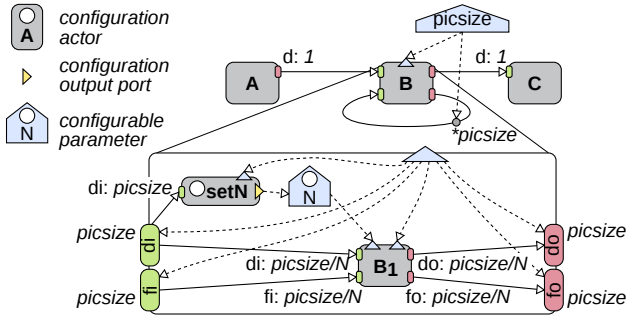 configuration
A
actor
configuration
output port
N
configurable
parameter
picsize
d: 1
d: 1
A
B
C
*picsize
di: picsize
setN
N
picsize
di
do
picsize
di: picsize/N
B1
do: picsize/N
picsize
fi
fi: picsize/N
fo: picsize/N
fo
picsize